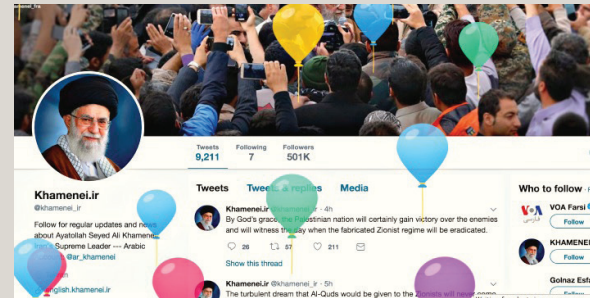 Tweets Following Followers
9,211 7 501K
Khamenei.ir
@khamenei_ir
Follow for regular updates and news
about Ayatollah Seyed Ali Khamenei,
Supreme Leader --- Arabic
@ar_khamenei
english.khamenei.ir
Tweets Tweets & replies Media
Khamenei.ir @khamenei_ir · 4h
By God's grace, the Palestinian nation will certainly gain victory over the enemies
and will witness the day when the fabricated Zionist regime will be eradicated.
26 57 211
Show this thread
Khamenei.ir @khamenei_ir · 5h
The turbulent dream that Al-Quds would be given to the Zionists will never come
Who to follow
VOA
VOA Farsi
Follow
KHAMENEI
Follow
Golnaz Esfa
Follow